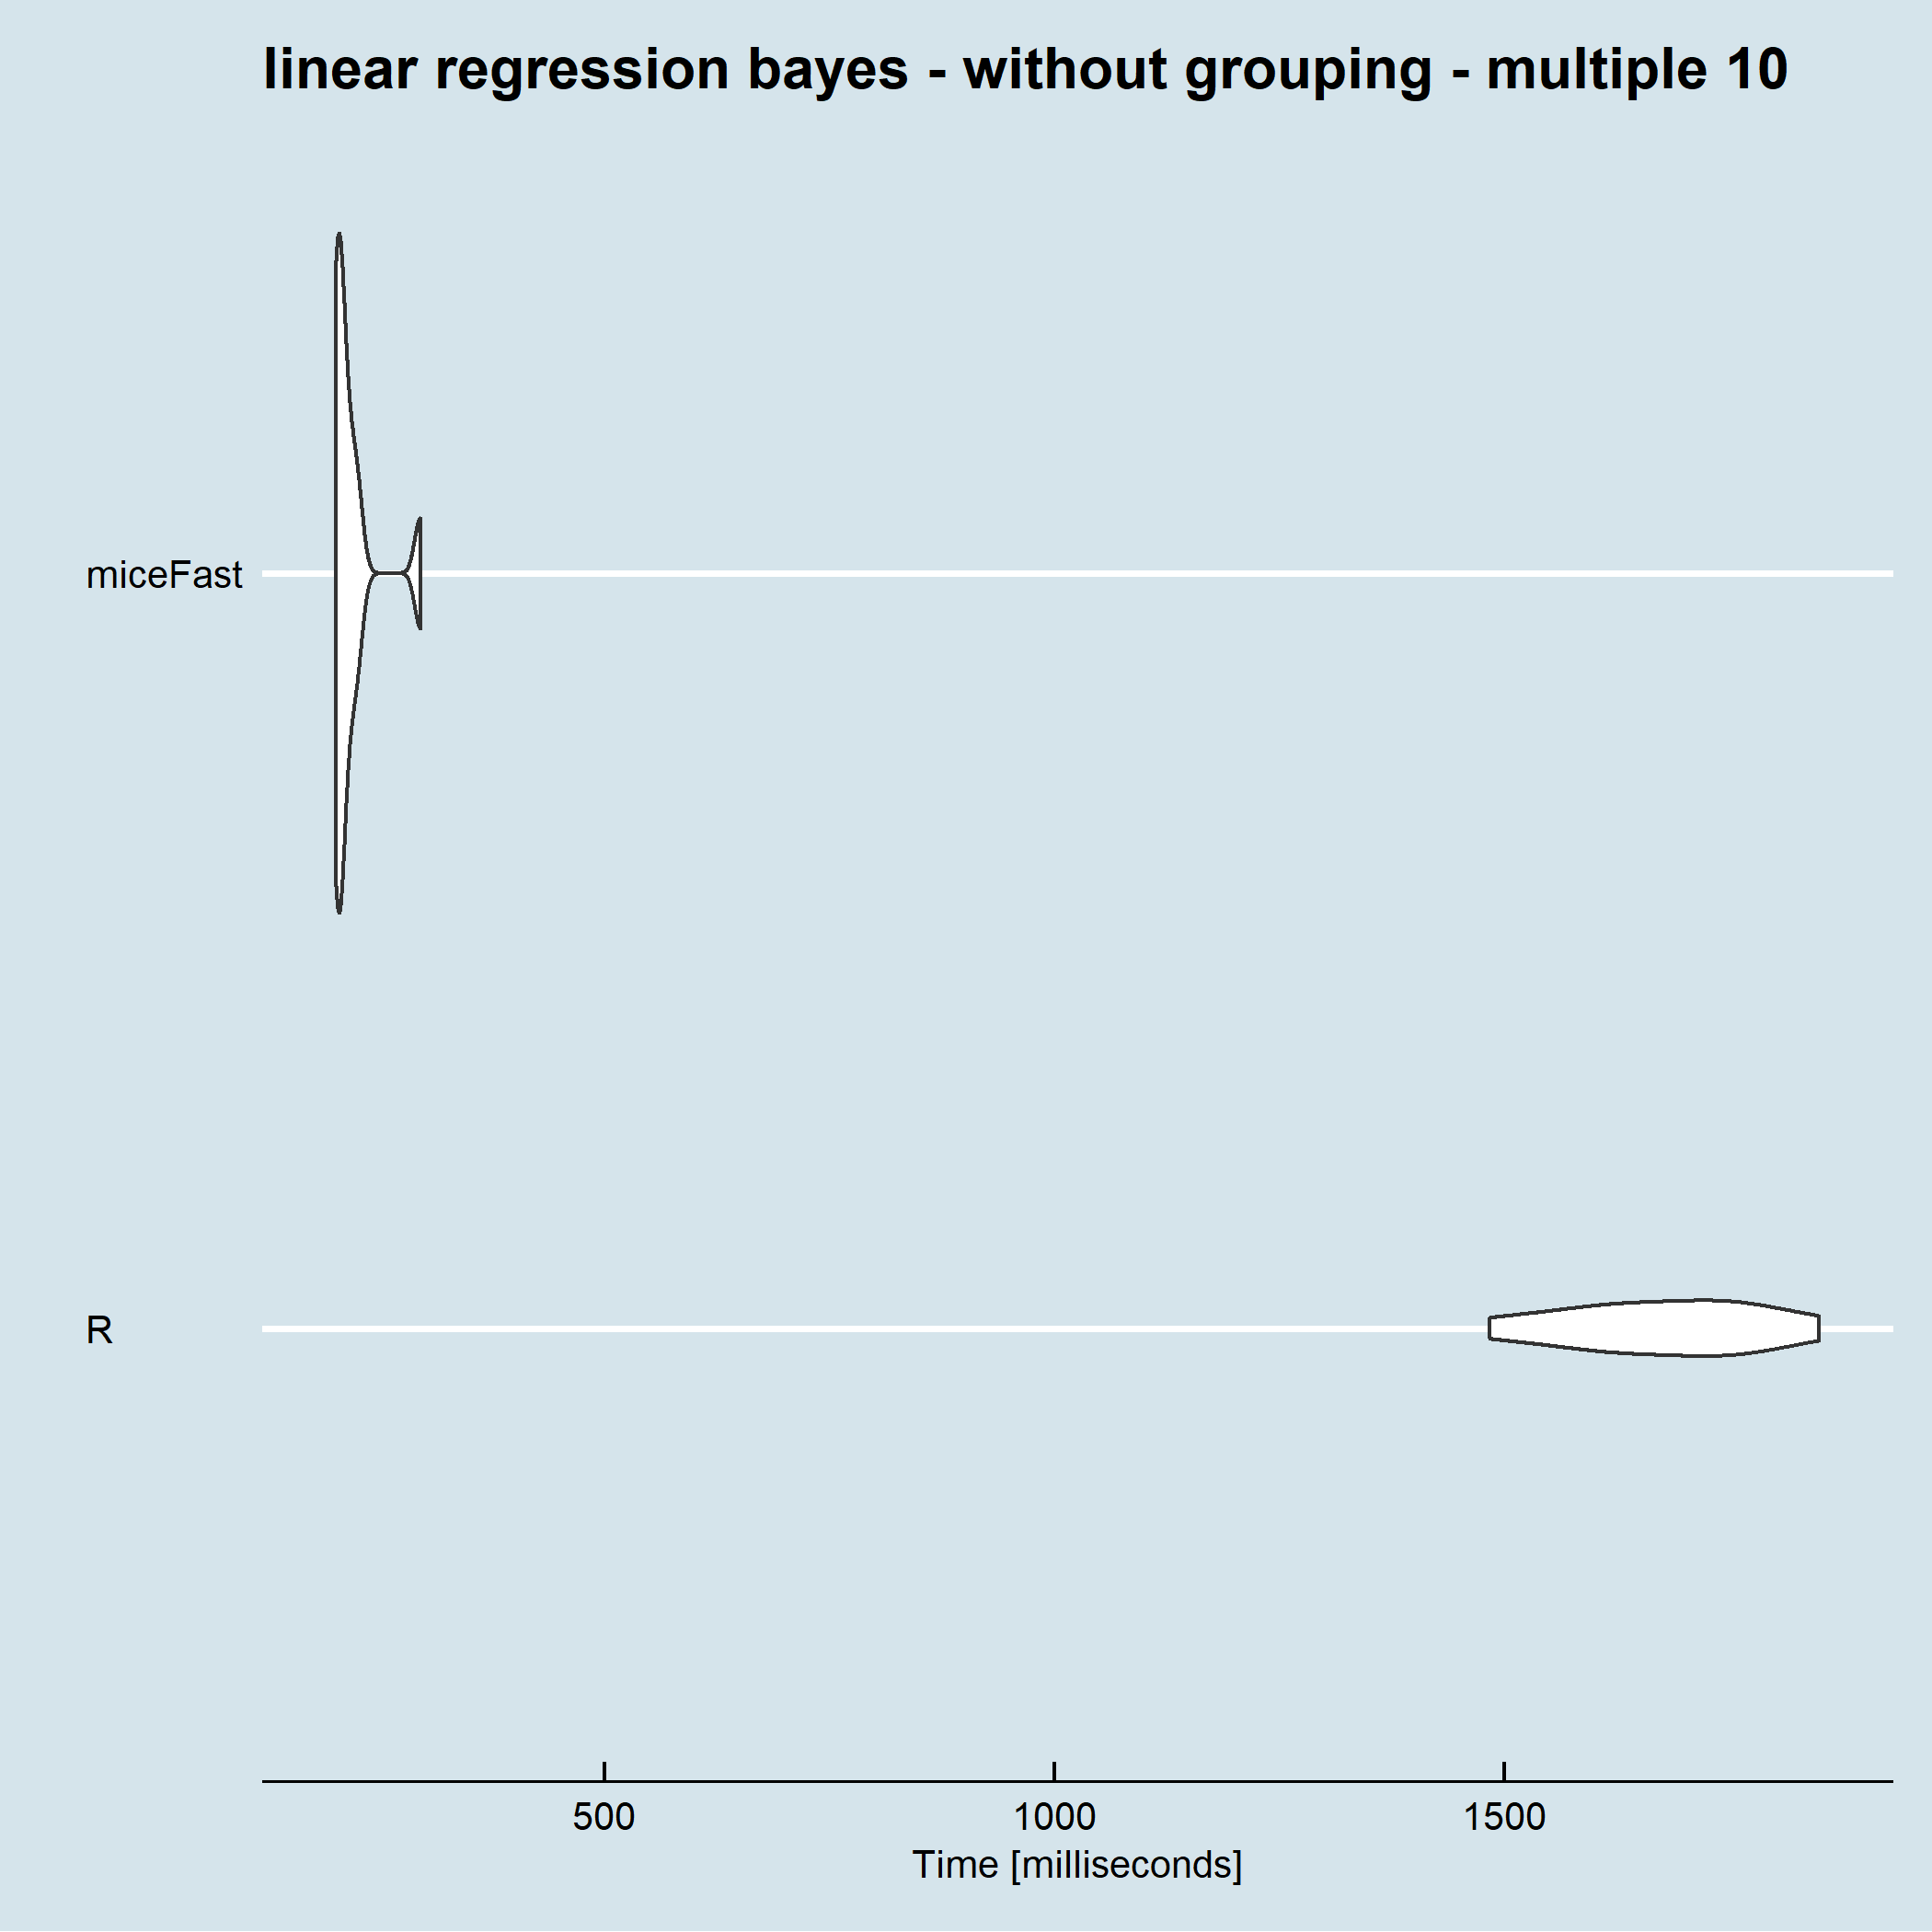 linear regression bayes - without grouping - multiple 10
miceFast
R
500 1000 1500
Time [milliseconds]